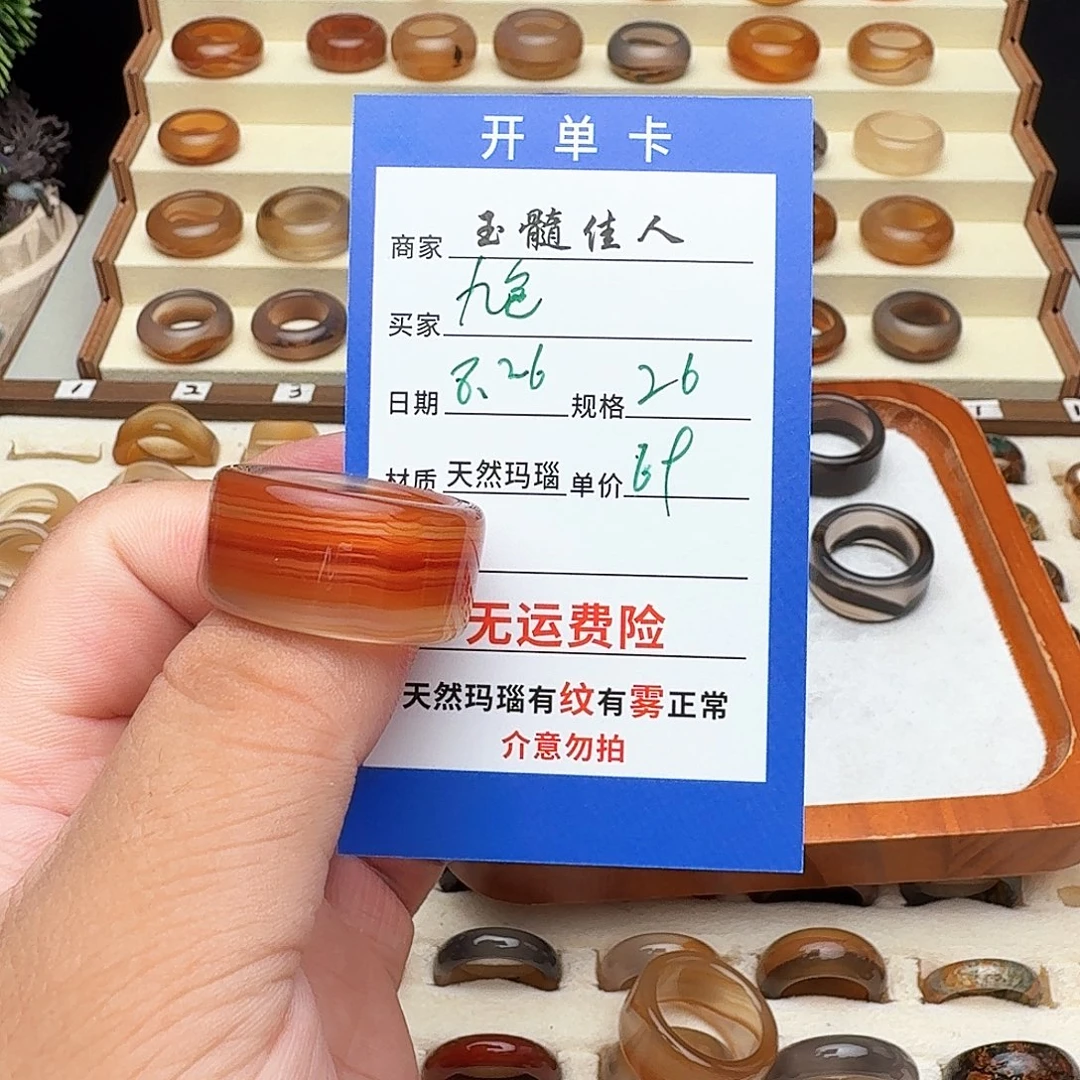 开单卡
商家 玉髓佳人
买家 九色
日期 8.26 规格 26
材质 天然玛瑙 单价
无运费险
天然玛瑙有纹有雾正常
介意勿拍
1 2 3